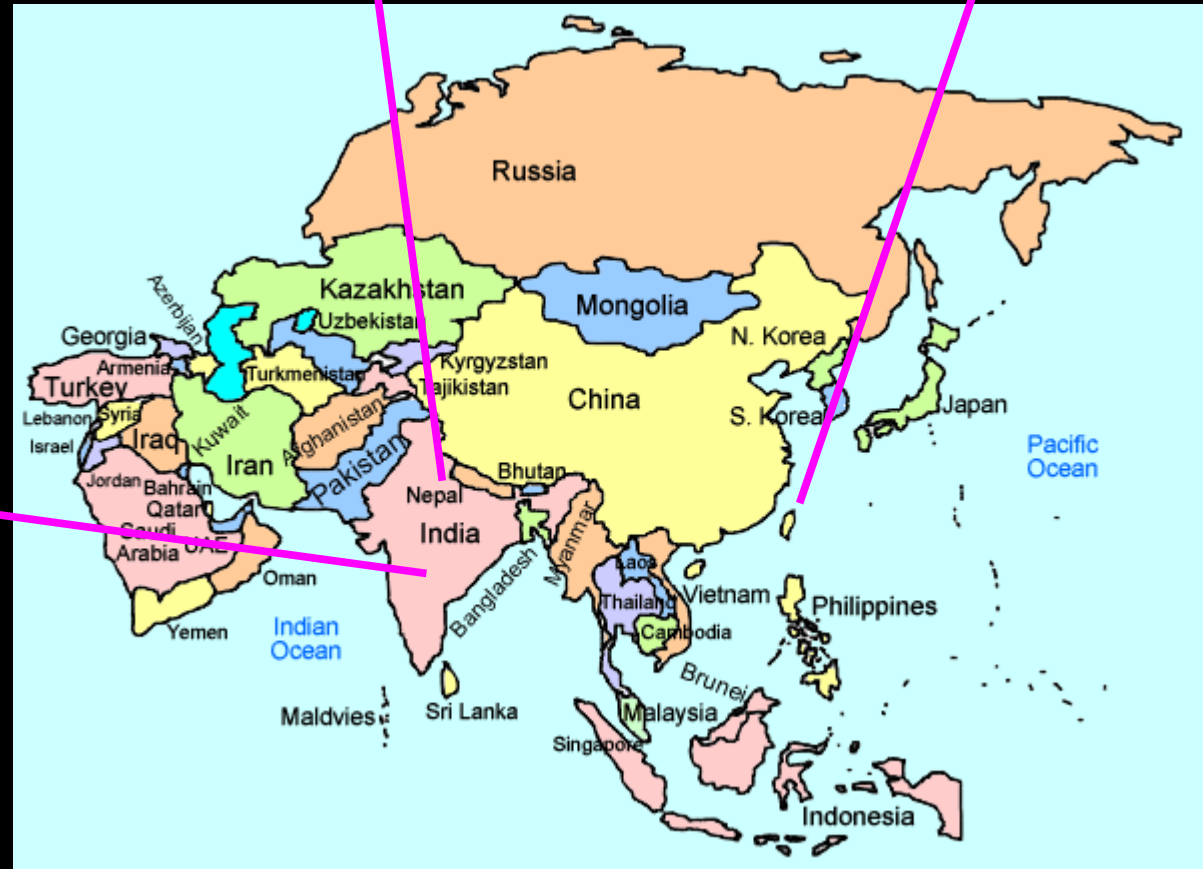 Russia
Kazakhstan
Mongolia
Azerbijan
Uzbekistan
Georgia
N. Korea
Armenia
Turkmenistan
Kyrgyzstan
Turkey
Tajikistan
China
Lebanon
Syria
Kuwait
Afghanistan
S. Korea
Japan
Israel
Iraq
Iran
Pakistan
Pacific
Ocean
Bhutan
Jordan
Bahrain
Nepal
Qatar
Saudi
Arabia
UAE
India
Myanmar
Laos
Oman
Bangladesh
Thailand
Vietnam
Philippines
Yemen
Indian
Ocean
Cambodia
Brunei
Maldvies
Sri Lanka
Malaysia
Singapore
Indonesia